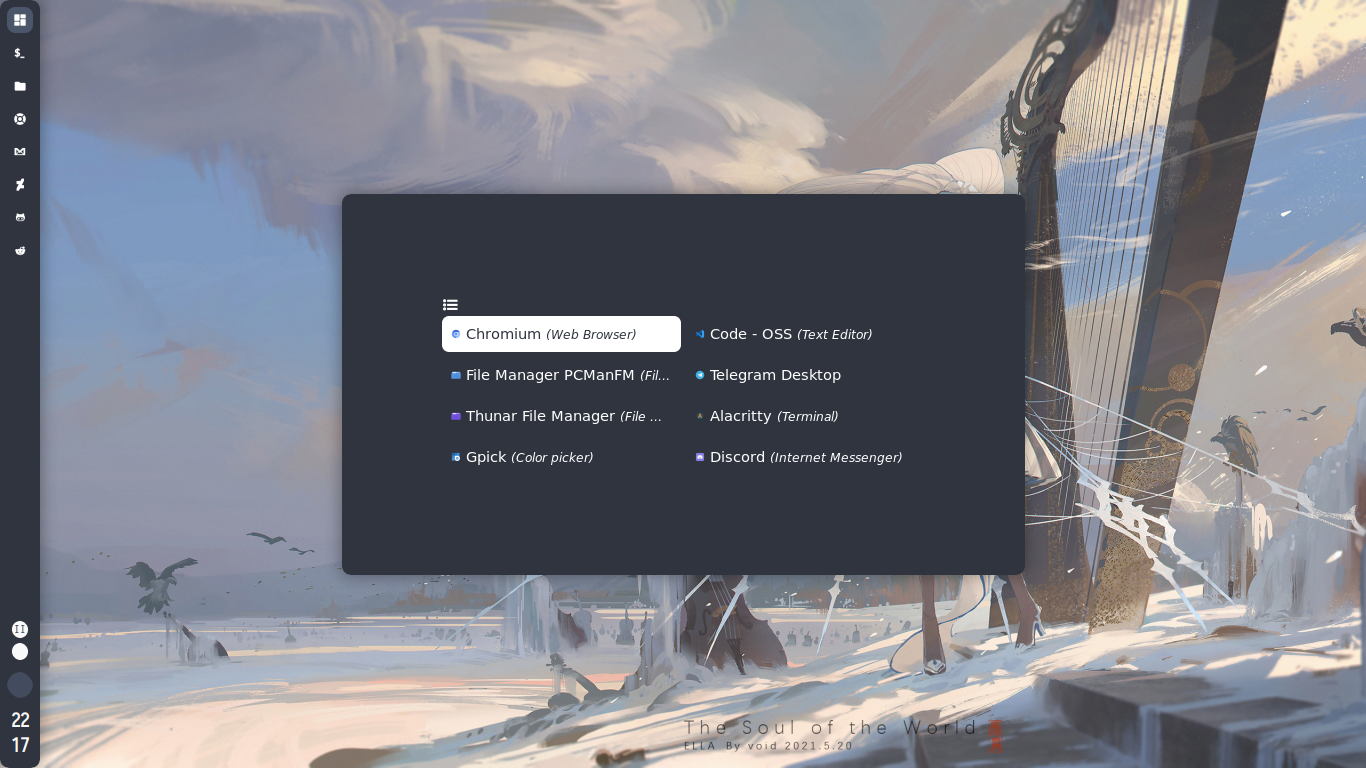 $_
Chromium (Web Browser)
Code - OSS (Text Editor)
File Manager PCManFM (Fil...
Telegram Desktop
Thunar File Manager (File ...
Alacritty (Terminal)
Gpick (Color picker)
Discord (Internet Messenger)
II
22
17
The Soul of the World
ELLA By void 2021.5.20